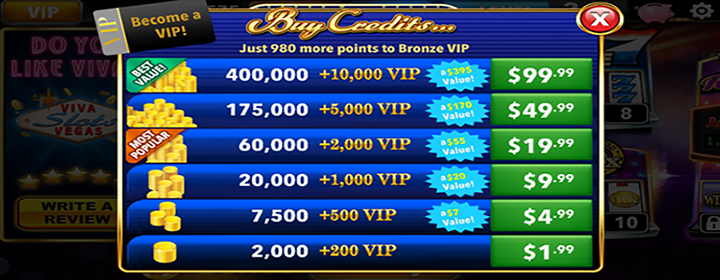 VIP
VIP
Become a
VIP!
Buy Credits...
X
Just 980 more points to Bronze VIP
DO YO
LIKE VIVA
VIVA
Slots
VEGAS
WRITE A
REVIEW
BEST
VALUE!
400,000 +10,000 VIP
a $395
Value!
$99.99
175,000 +5,000 VIP
a $170
Value!
$49.99
MOST
POPULAR
60,000 +2,000 VIP
a $55
Value!
$19.99
20,000 +1,000 VIP
a $20
Value!
$9.99
7,500 +500 VIP
a $7
Value!
$4.99
2,000 +200 VIP
$1.99
8
10